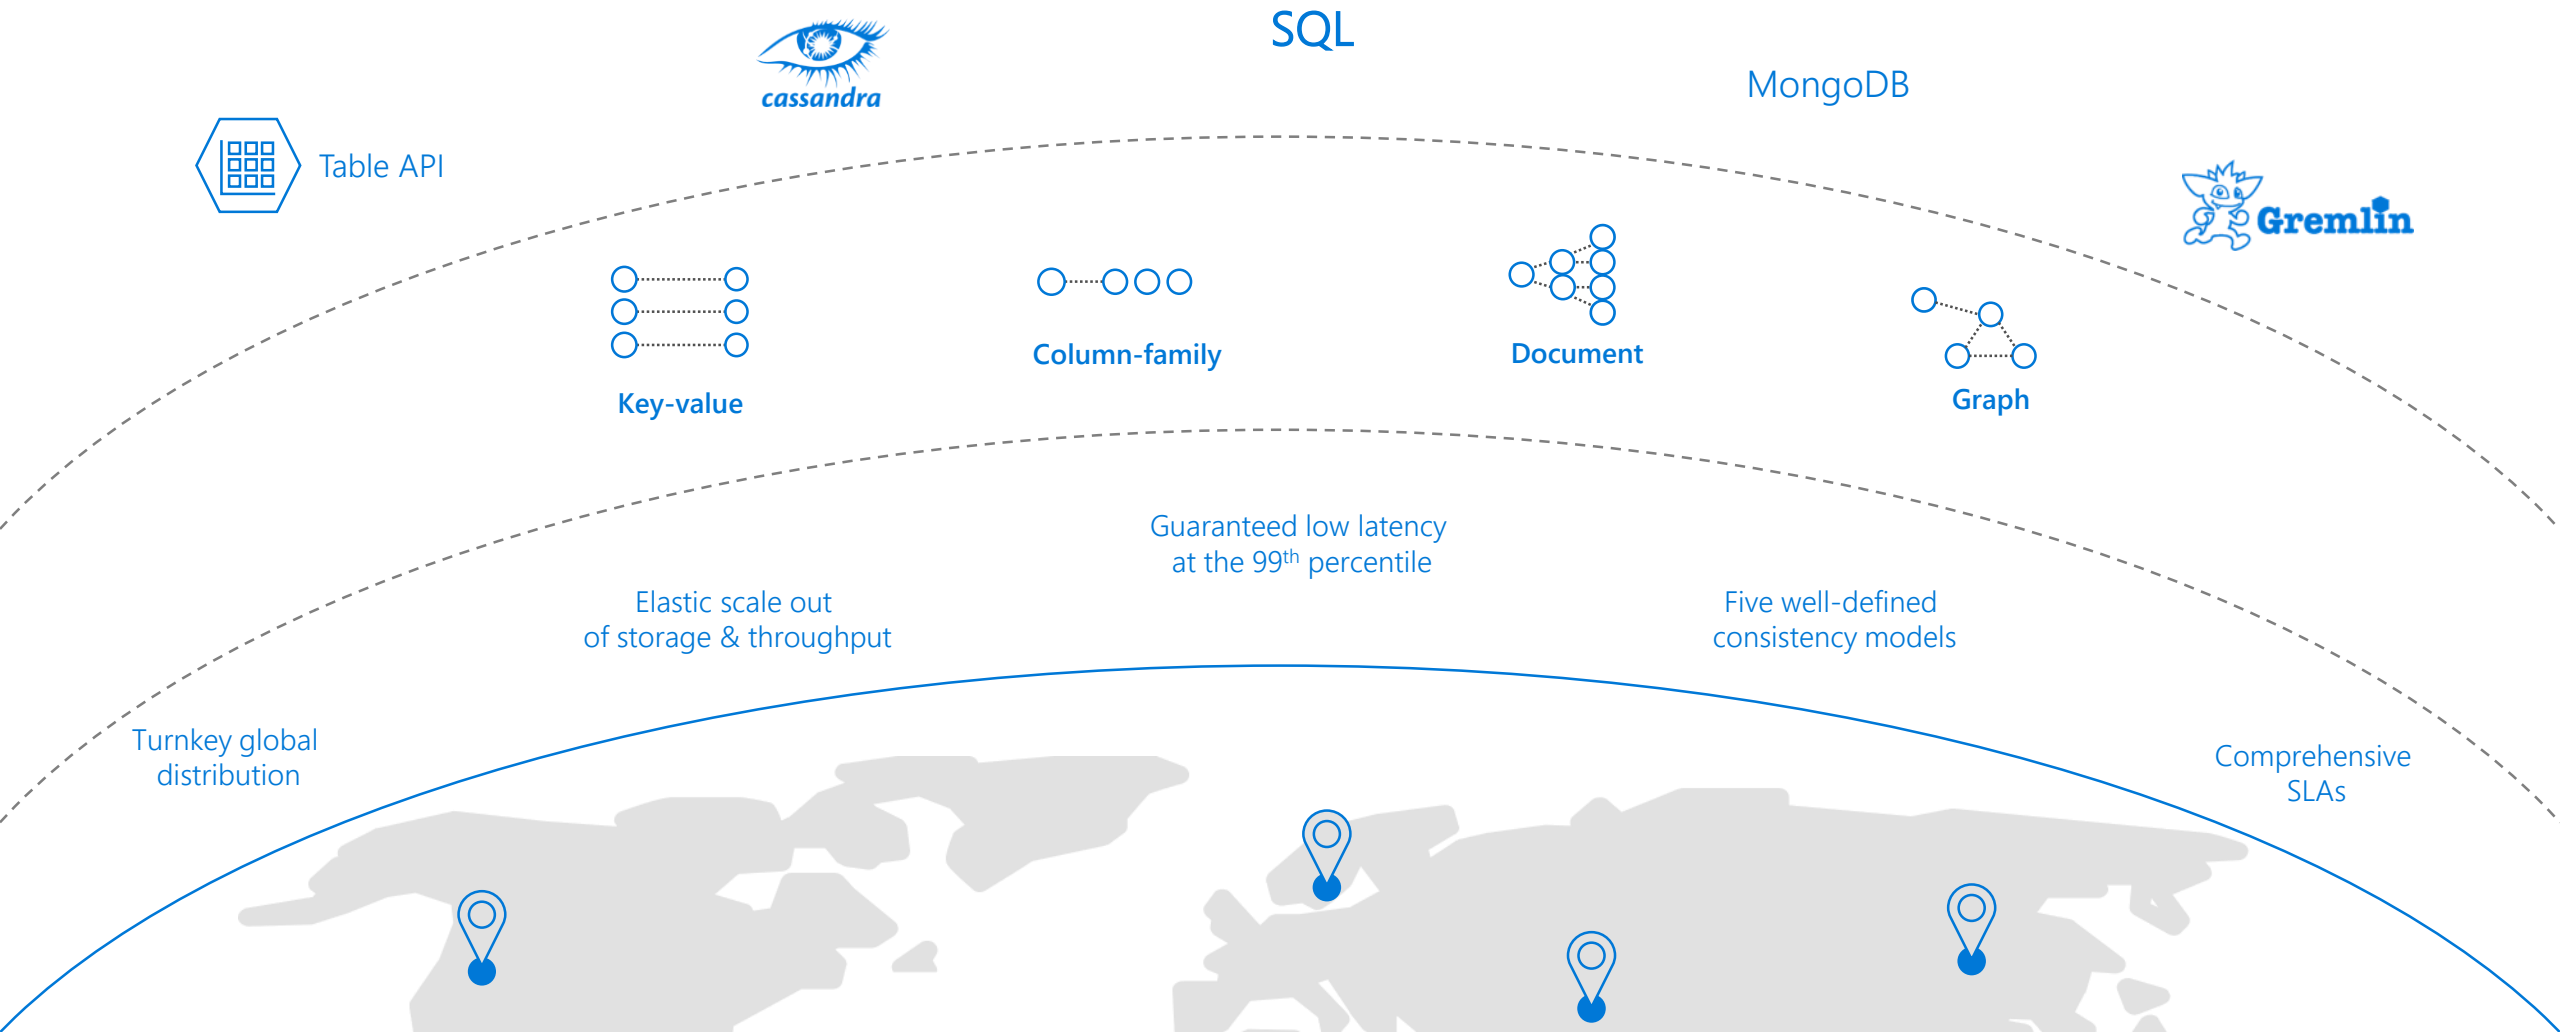 SQL
cassandra
MongoDB
Table API
Gremlin
Key-value
Column-family
Document
Graph
Guaranteed low latency
at the 99th percentile
Elastic scale out
of storage & throughput
Five well-defined
consistency models
Turnkey global
distribution
Comprehensive
SLAs